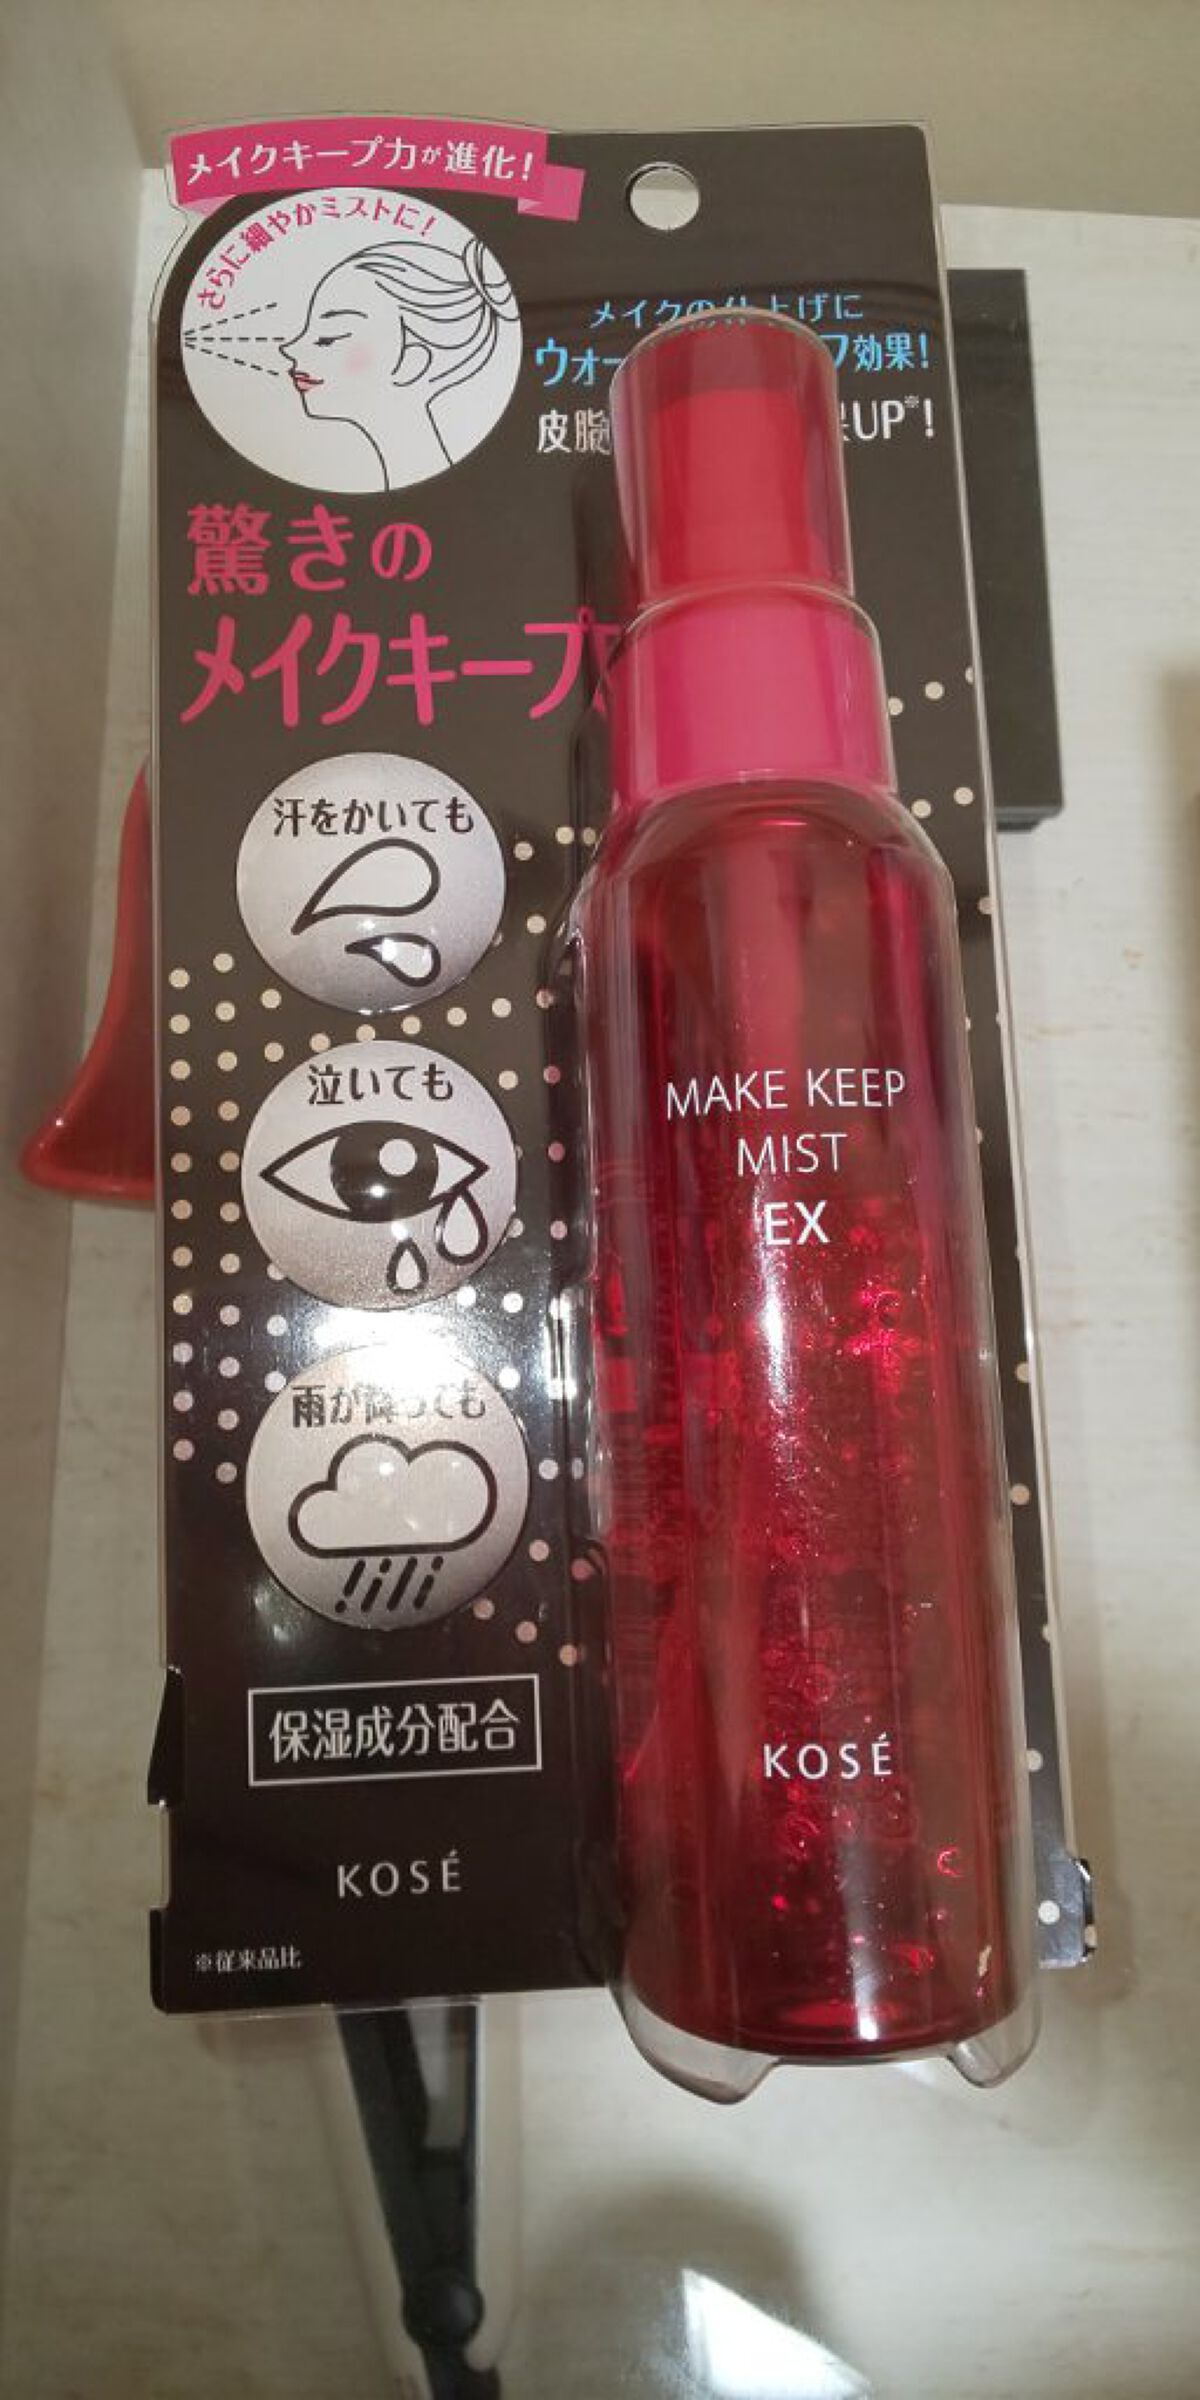 メイクキープ力が進化!
さらに細やかミストに!
メイクの仕上げに
ウォー
効果!
皮脂
UP※!
驚きの
メイクキープ
汗をかいても
泣いても
雨が降っても
保湿成分配合
KOSÉ
※従来品比
MAKE KEEP
MIST
EX
KOSÉ